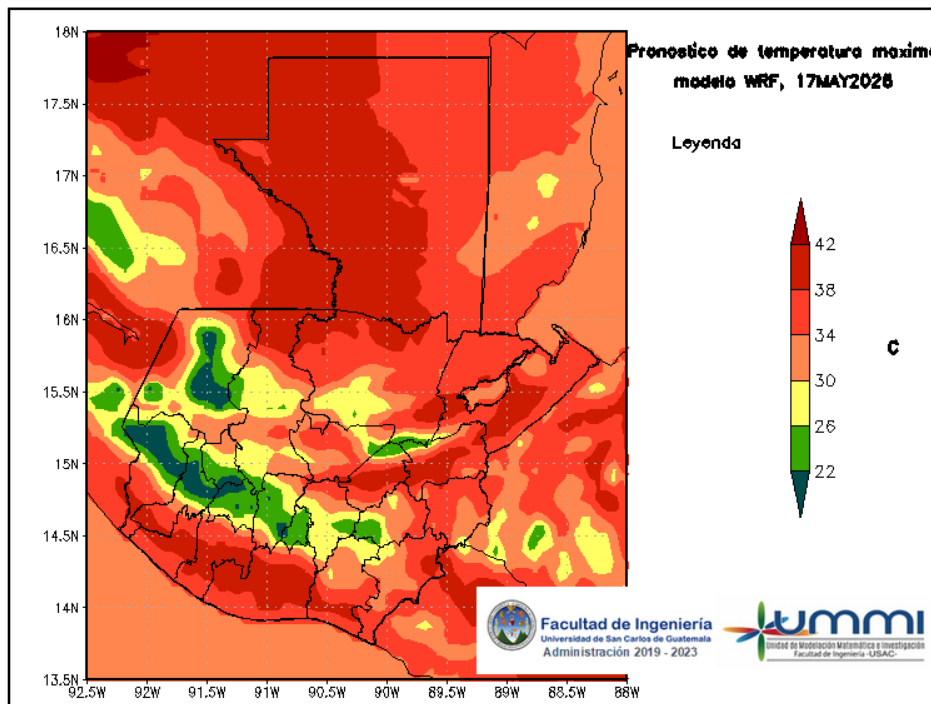 Pronostico de temperatura maxima
modelo WRF, 17MAY2026
Leyenda
18N
17.5N
17N
16.5N
16N
15.5N
15N
14.5N
14N
13.5N
92.5W
92W
91.5W
91W
90.5W
90W
89.5W
89W
88.5W
88W
42
38
34
30
26
22
C
Facultad de Ingeniería
Universidad de San Carlos de Guatemala
Administración 2019 - 2023
UMMI
Unidad de Modelación Matemática e Investigación
Facultad de Ingeniería -USAC-